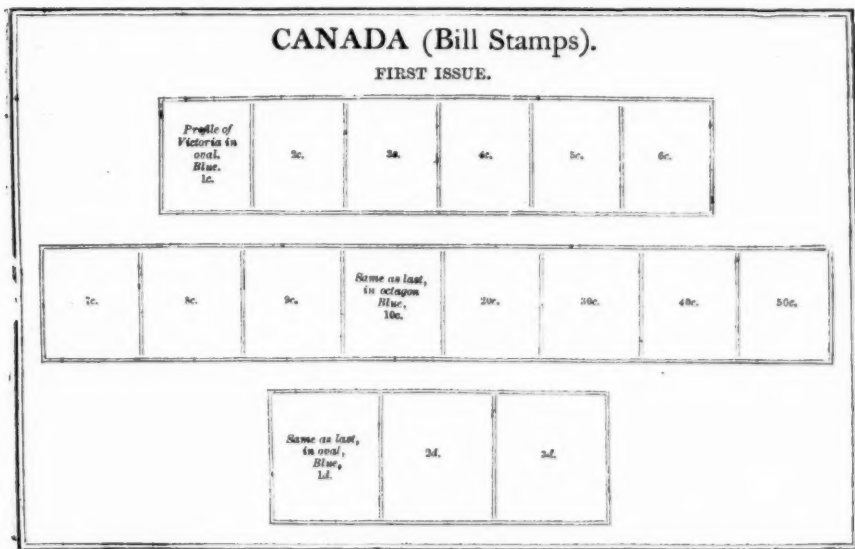 CANADA (Bill Stamps).
FIRST ISSUE.
Profile of
Victoria in
oval.
Blue.
1c.
2c.
4c.
5c.
6c.
7c.
8c.
9c.
Same as last,
in octagon
Blue,
10c.
20c.
30c.
40c.
50c.
Same as last,
in oval,
Blue,
1d.
2d.
3d.